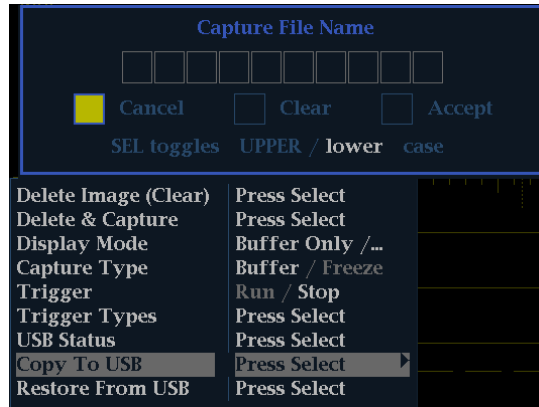 Capture File Name
Cancel Clear Accept
SEL toggles UPPER / lower case
Delete Image (Clear) Press Select
Delete & Capture Press Select
Display Mode Buffer Only /...
Capture Type Buffer / Freeze
Trigger Run / Stop
Trigger Types Press Select
USB Status Press Select
Copy To USB Press Select
Restore From USB Press Select